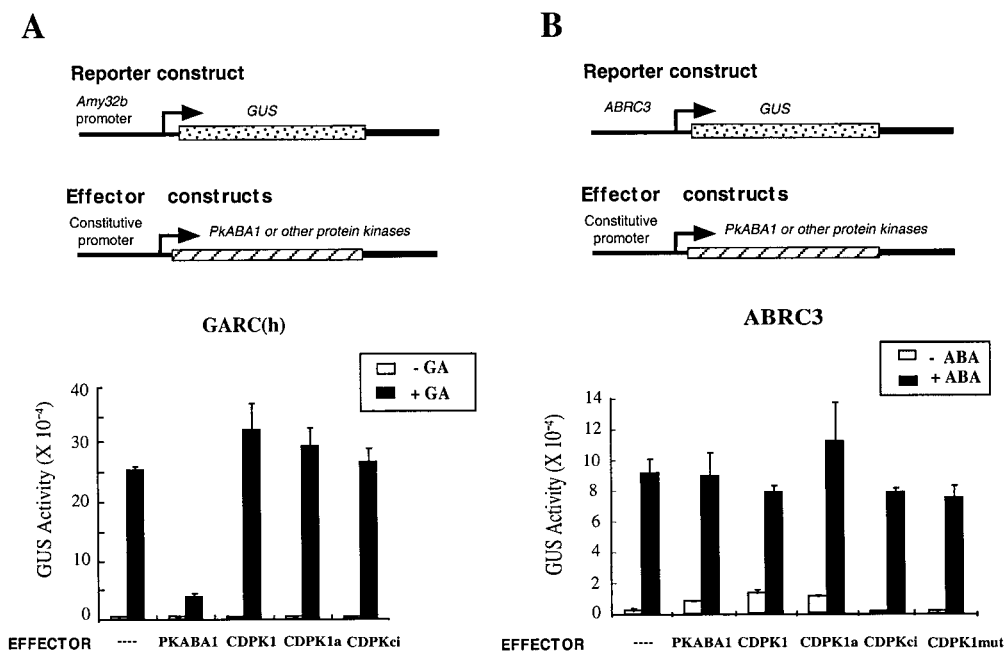 A
Reporter construct
Amy32b
promoter
GUS
Effector constructs
Constitutive
promoter
PkABA1 or other protein kinases
GARC(h)
- GA
+ GA
GUS Activity (X 10⁻⁴)
40
30
20
10
0
EFFECTOR ---- PKABA1 CDPK1 CDPK1a CDPKci
B
Reporter construct
ABRC3
GUS
Effector constructs
Constitutive
promoter
PkABA1 or other protein kinases
ABRC3
- ABA
+ ABA
GUS Activity (X 10⁻⁴)
14
12
10
8
6
4
2
0
EFFECTOR ---- PKABA1 CDPK1 CDPK1a CDPKci CDPK1mut